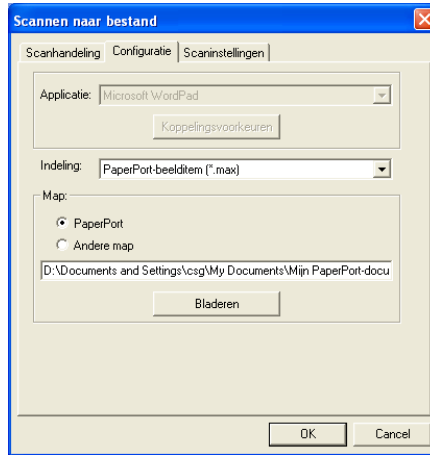 Scannen naar bestand
Scanhandeling Configuratie Scaninstellingen
Applicatie: Microsoft WordPad
Koppelingsvoorkeuren
Indeling: PaperPort-beelditem (*.max)
Map:
PaperPort
Andere map
D:\Documents and Settings\csg\My Documents\Mijn PaperPort-docu
Bladeren
OK Cancel